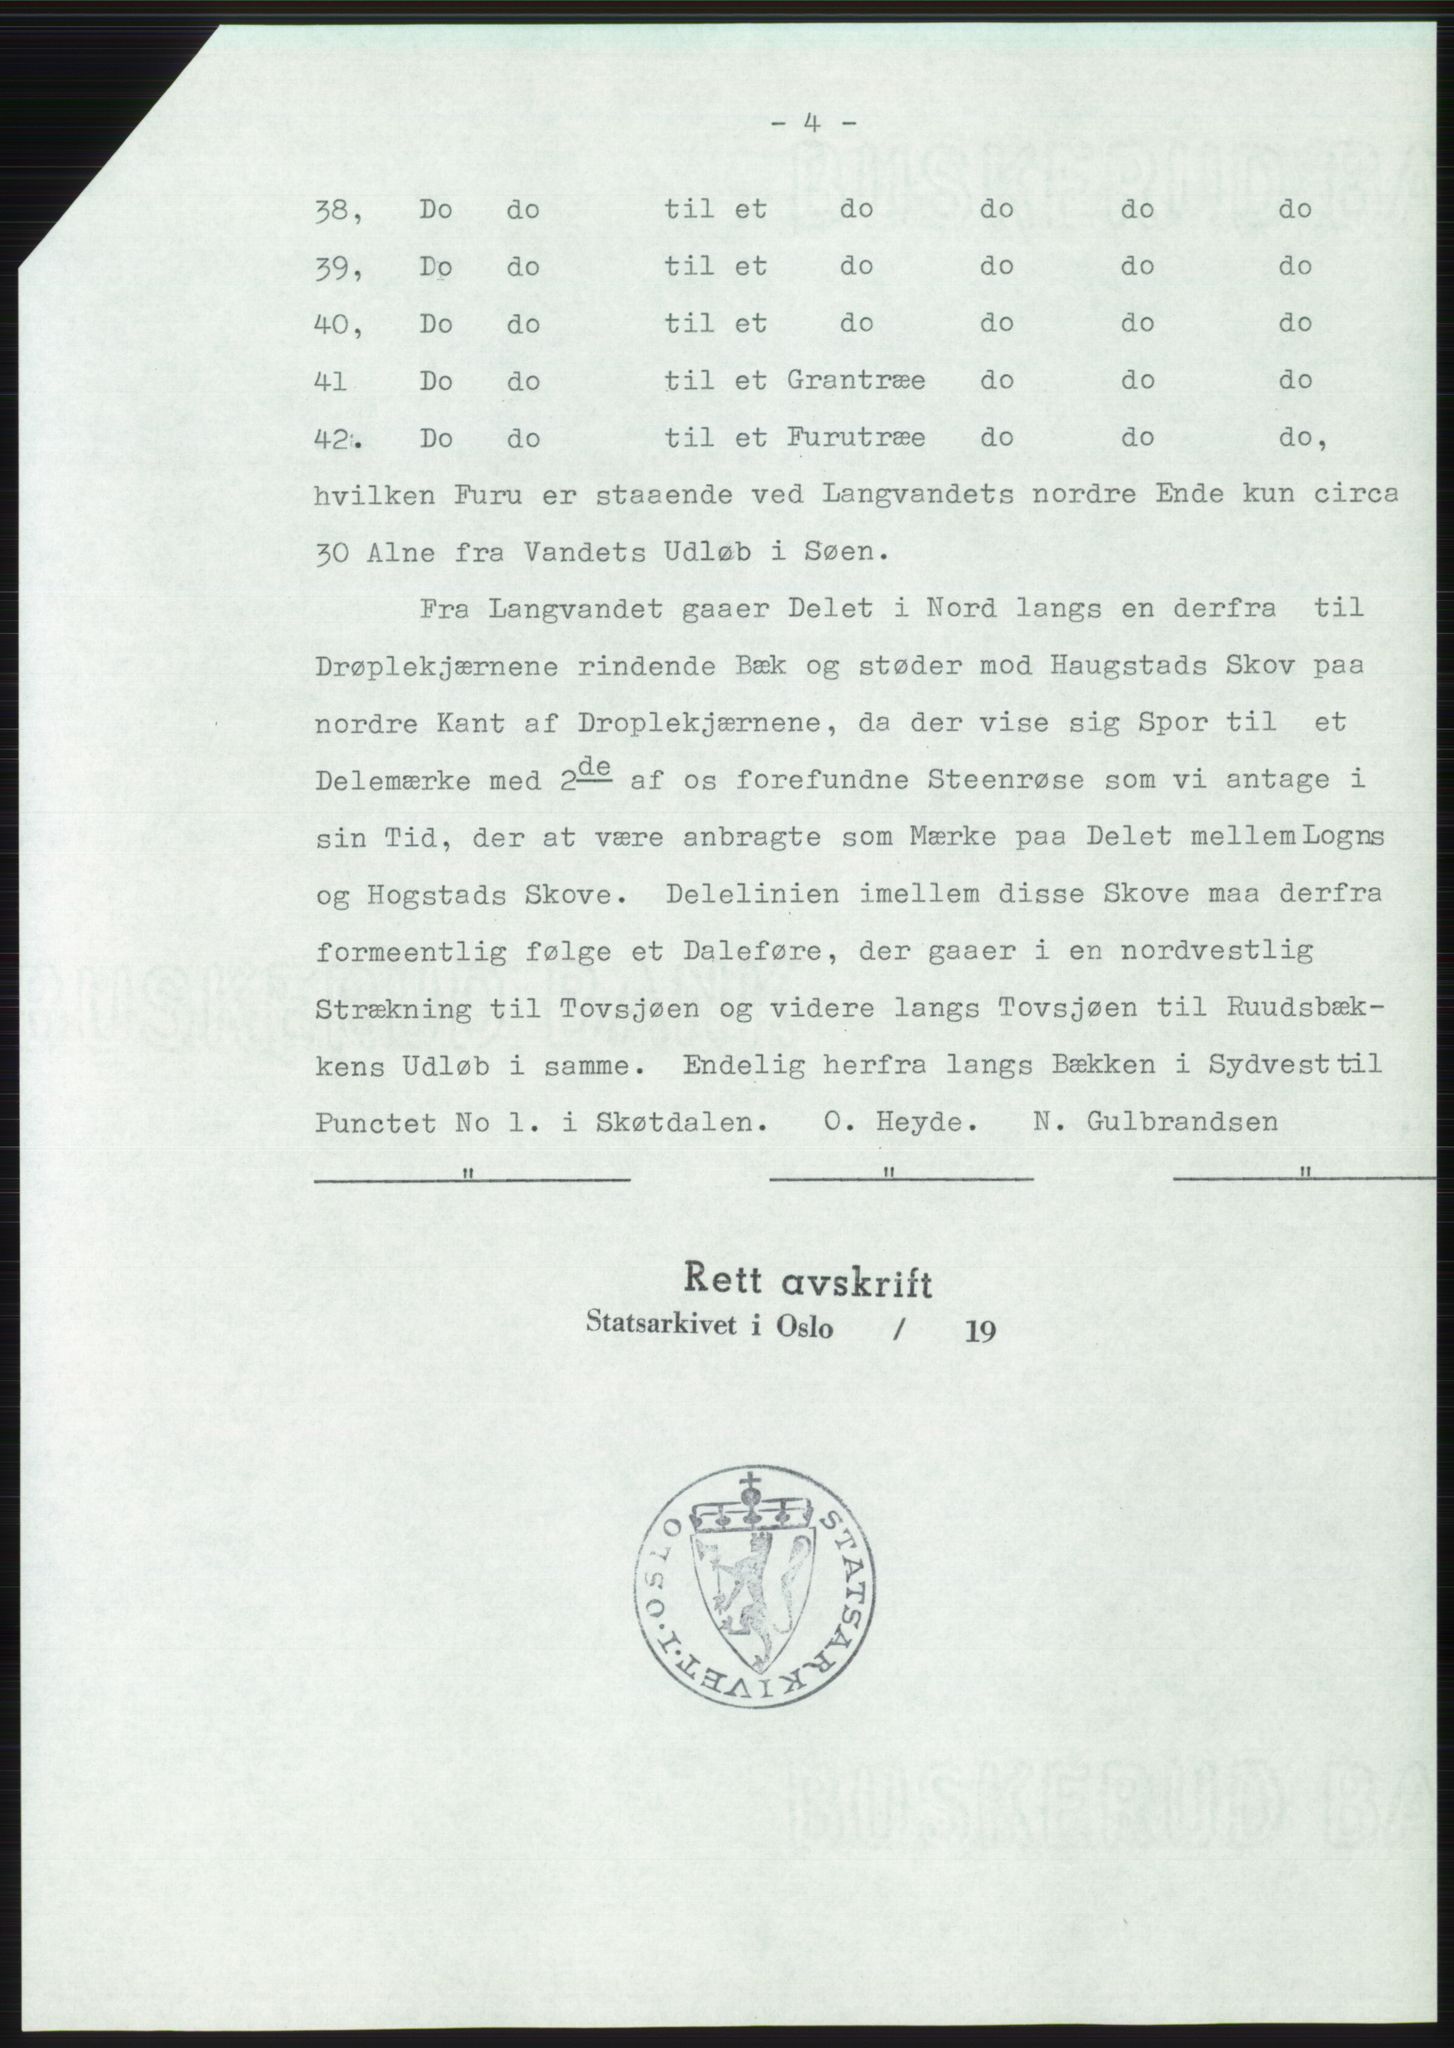 - 4 -
38, Do do til et do do do do
39, Do do til et do do do do
40, Do do til et do do do do
41 Do do til et Grantræe do do do
42. Do do til et Furutræe do do do,
hvilken Furu er staaende ved Langvandets nordre Ende kun circa
30 Alne fra Vandets Udløb i Søen.
Fra Langvandet gaaer Delet i Nord langs en derfra til
Drøplekjærnene rindende Bæk og støder mod Haugstads Skov paa
nordre Kant af Droplekjærnene, da der vise sig Spor til et
Delemærke med 2de af os forefundne Steenrøse som vi antage i
sin Tid, der at være anbragte som Mærke paa Delet mellem Logns
og Hogstads Skove. Delelinien imellem disse Skove maa derfra
formeentlig følge et Daleføre, der gaaer i en nordvestlig
Strækning til Tovsjøen og videre langs Tovsjøen til Ruudsbæk-
kens Udløb i samme. Endelig herfra langs Bækken i Sydvest til
Punctet No 1. i Skøtdalen. O. Heyde. N. Gulbrandsen
" " "
Rett avskrift
Statsarkivet i Oslo / 19
STATSARKIVET·I·OSLO
BUSKERUD BA
BUSKERUD BA